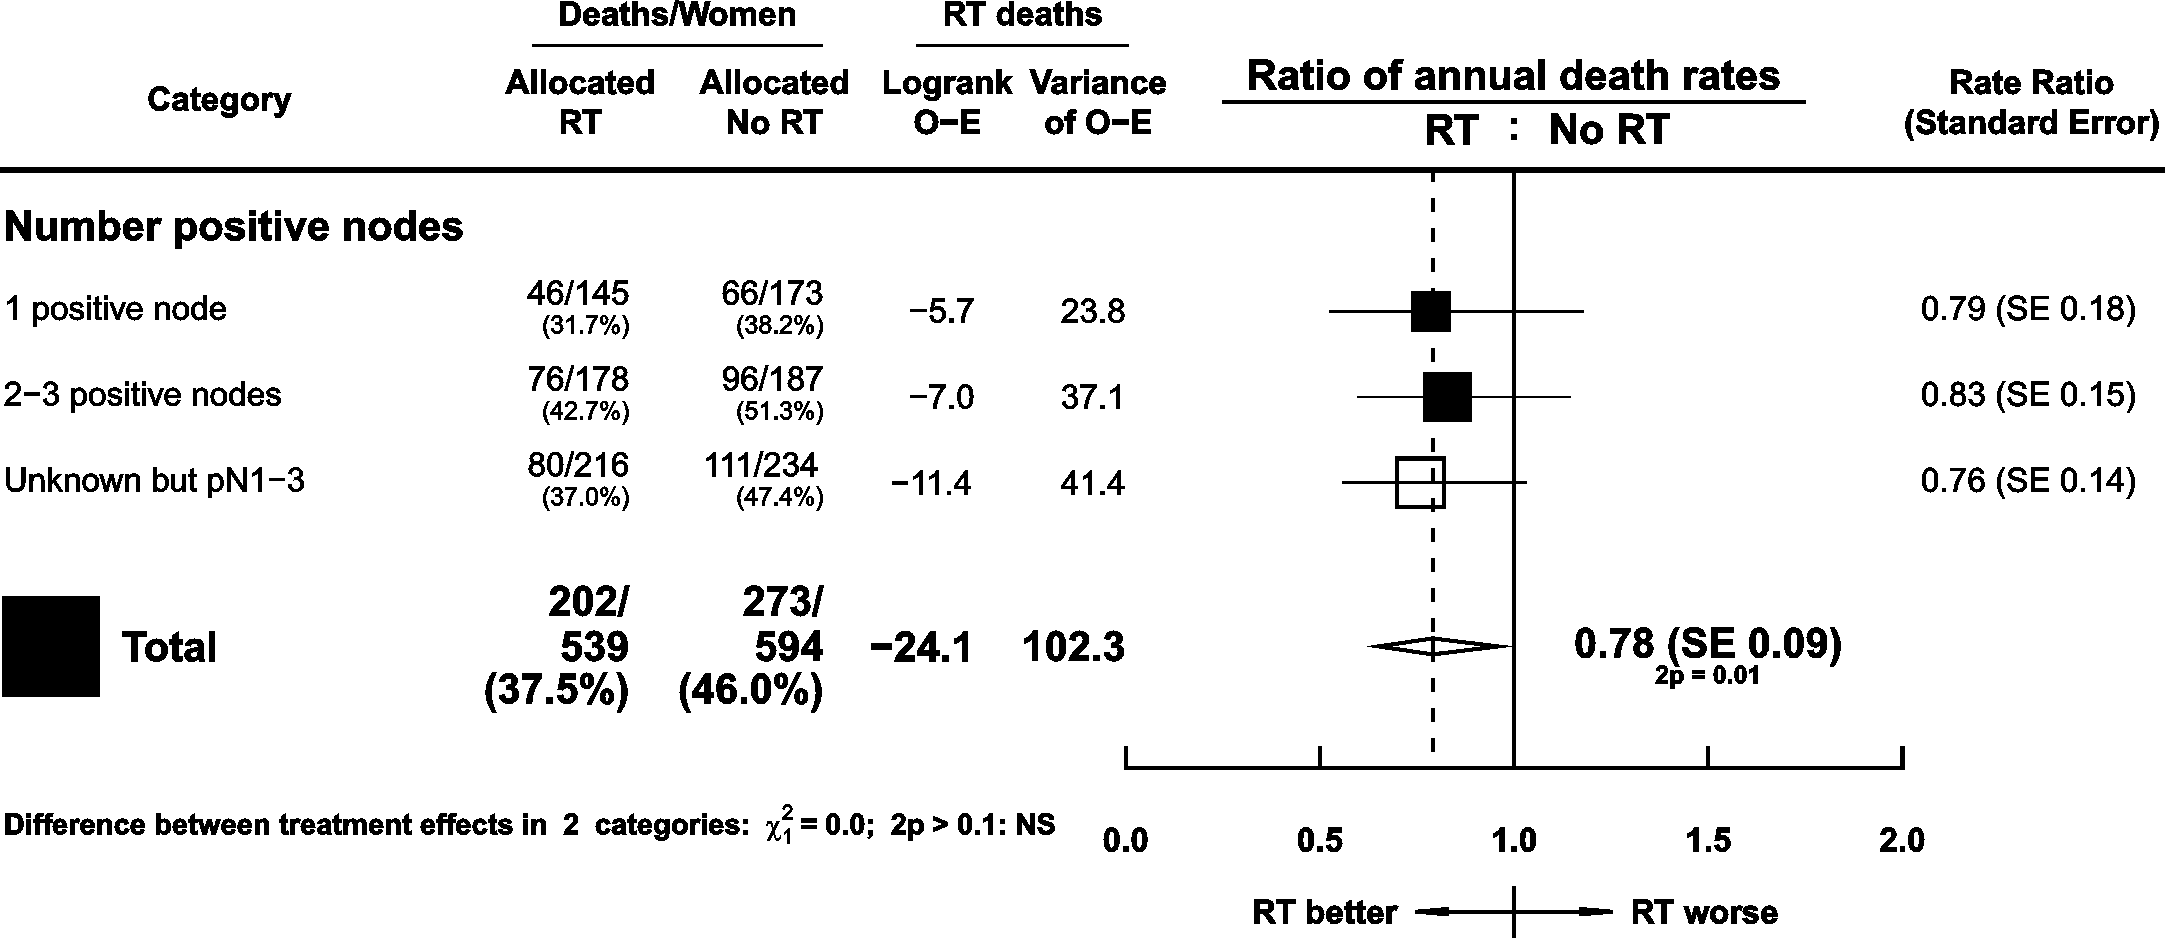 Deaths/Women RT deaths
Category Allocated RT Allocated No RT Logrank O−E Variance of O−E Ratio of annual death rates RT : No RT Rate Ratio (Standard Error)
Number positive nodes
1 positive node 46/145 (31.7%) 66/173 (38.2%) −5.7 23.8 0.79 (SE 0.18)
2−3 positive nodes 76/178 (42.7%) 96/187 (51.3%) −7.0 37.1 0.83 (SE 0.15)
Unknown but pN1−3 80/216 (37.0%) 111/234 (47.4%) −11.4 41.4 0.76 (SE 0.14)
Total 202/539 (37.5%) 273/594 (46.0%) −24.1 102.3 0.78 (SE 0.09)
2p = 0.01
Difference between treatment effects in 2 categories: χ²₁ = 0.0; 2p > 0.1: NS
0.0 0.5 1.0 1.5 2.0
RT better RT worse